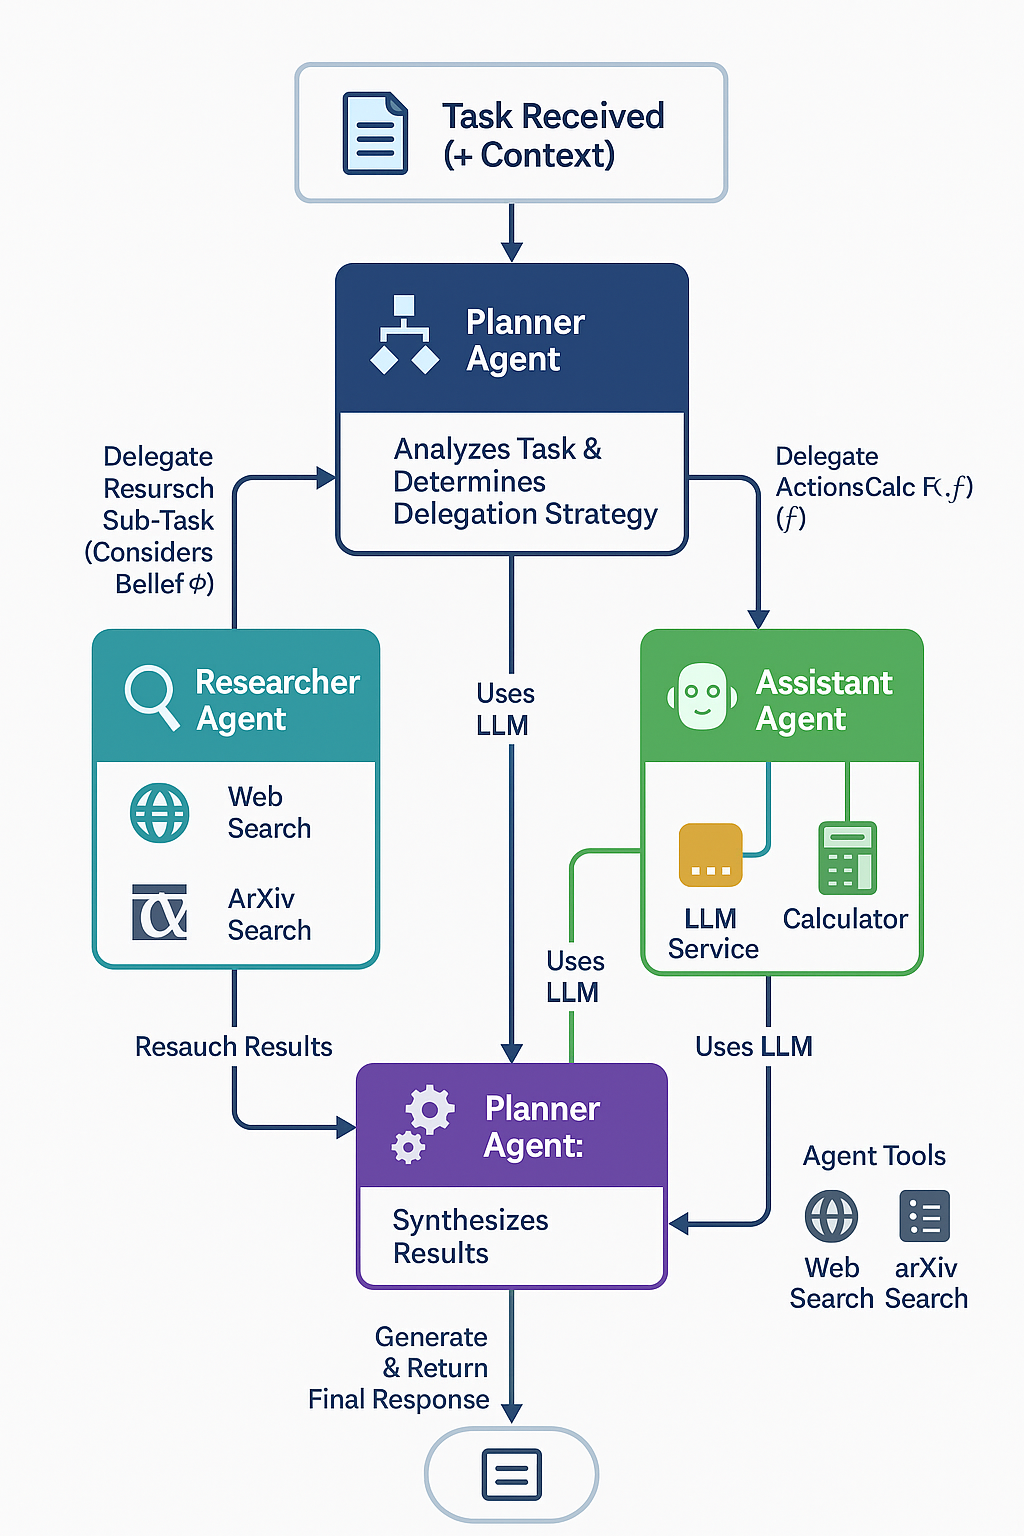 Task Received
(+ Context)
Planner
Agent
Analyzes Task &
Determines
Delegation Strategy
Delegate
Resursch
Sub-Task
(Considers
Bellef ϕ)
Delegate
ActionsCalc F(.ƒ)
(ƒ)
Researcher
Agent
Web
Search
ArXiv
Search
Uses
LLM
Assistant
Agent
LLM
Service
Calculator
Uses
LLM
Resauch Results
Uses LLM
Planner
Agent:
Synthesizes
Results
Agent Tools
Web
Search
arXiv
Search
Generate
& Return
Final Response